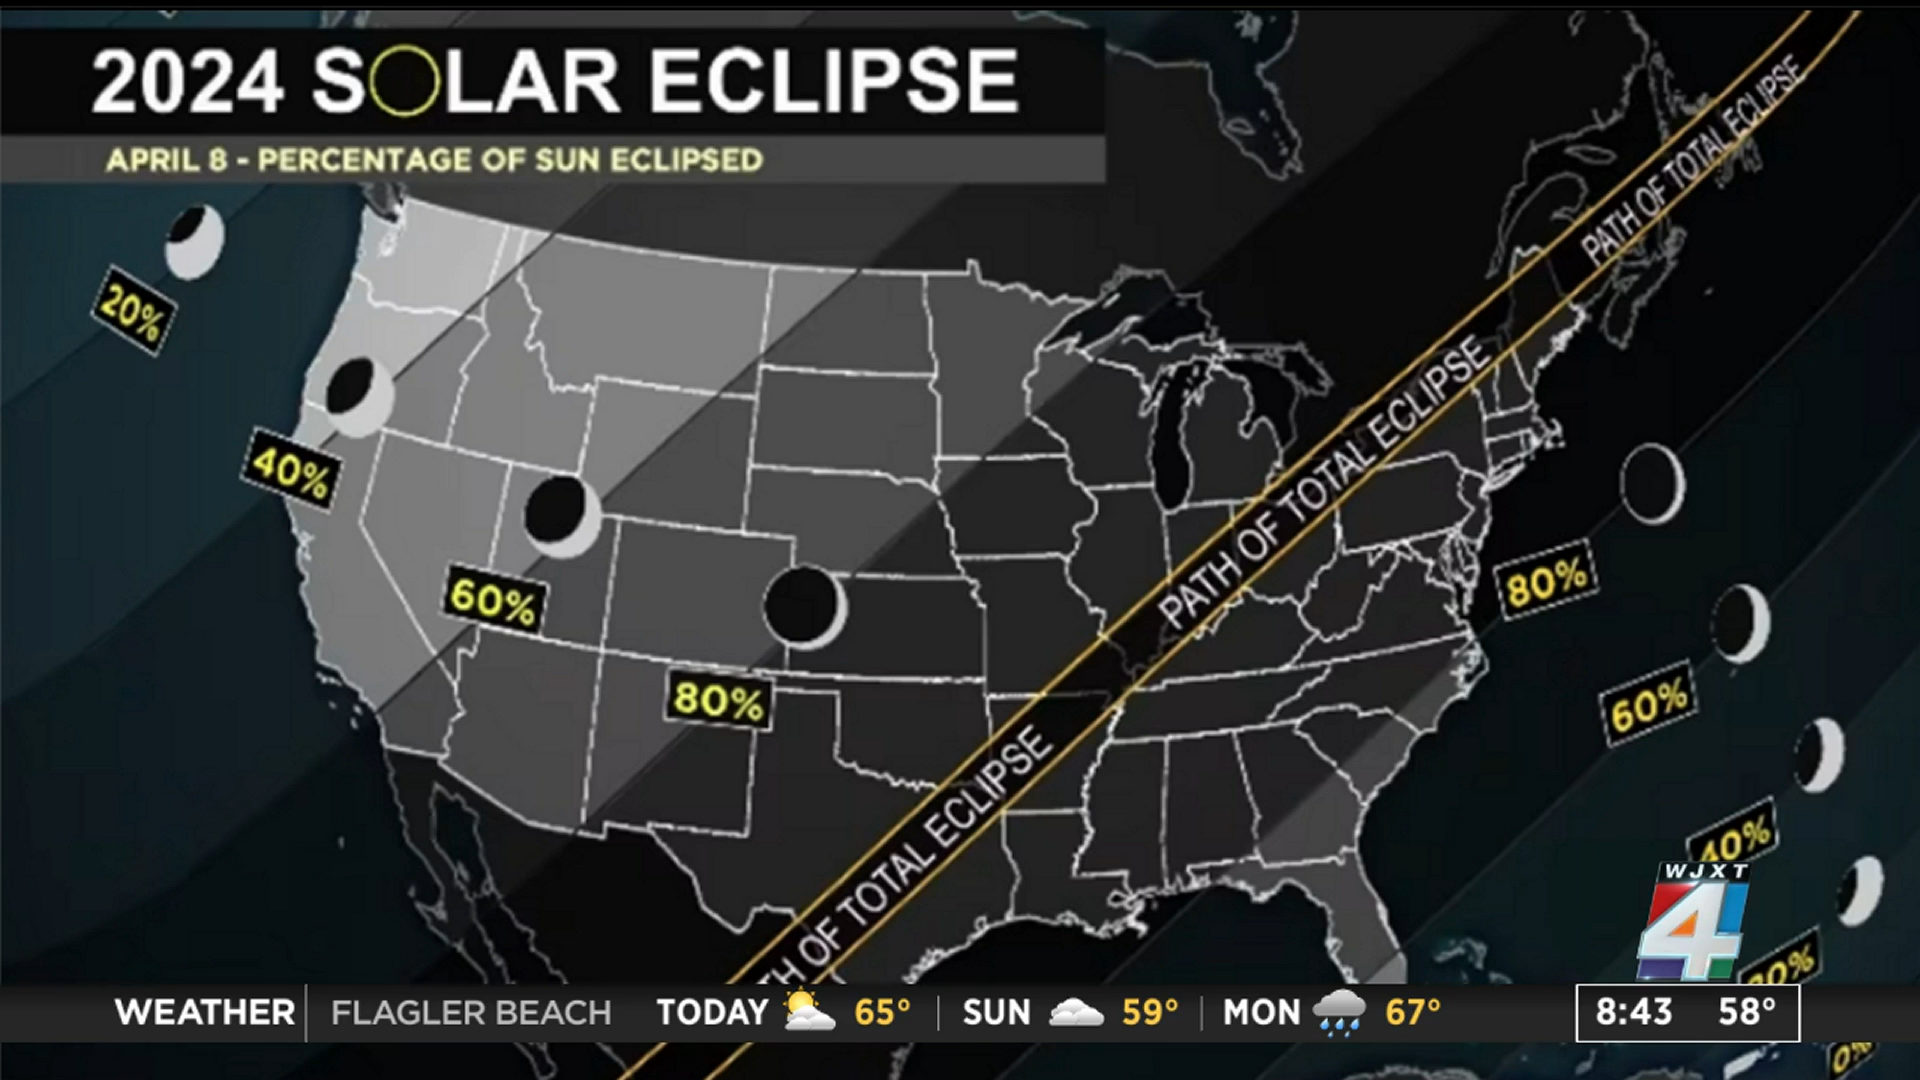 2024 SOLAR ECLIPSE
APRIL 8 - PERCENTAGE OF SUN ECLIPSED
PATH OF TOTAL ECLIPSE
20%
PATH OF TOTAL ECLIPSE
40%
60%
80%
80%
60%
PATH OF TOTAL ECLIPSE
40%
WJXT
4
20%
WEATHER FLAGLER BEACH TODAY 65° SUN 59° MON 67° 8:43 58°
0%